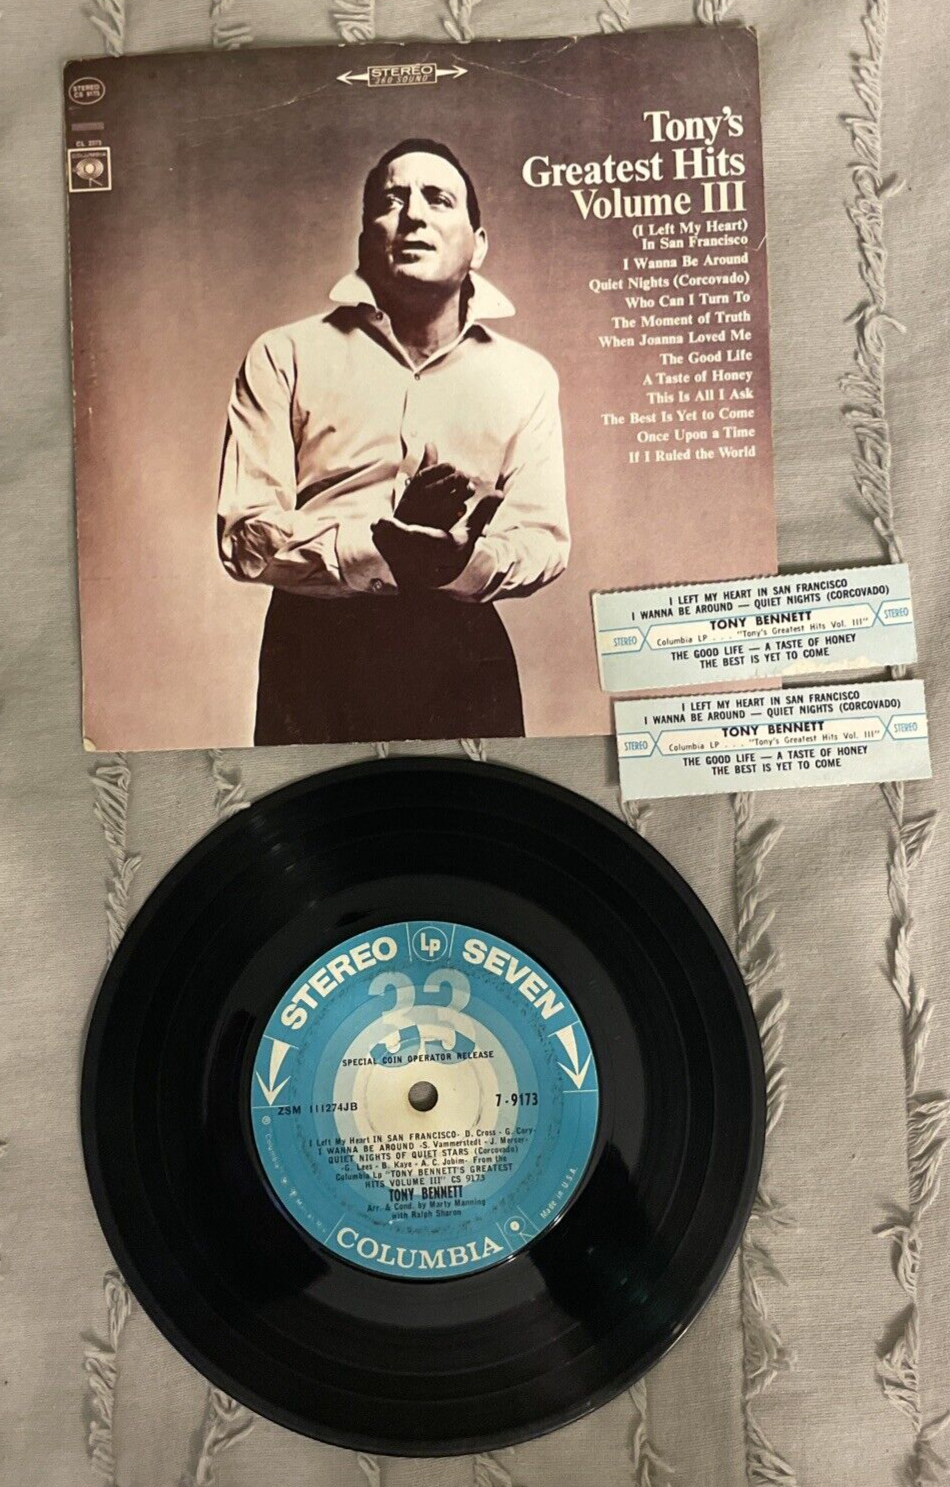 STEREO
360 SOUND
STEREO
CS 9173
CL 2373
COLUMBIA
Tony's
Greatest Hits
Volume III
(I Left My Heart)
In San Francisco
I Wanna Be Around
Quiet Nights (Corcovado)
Who Can I Turn To
The Moment of Truth
When Joanna Loved Me
The Good Life
A Taste of Honey
This Is All I Ask
The Best Is Yet to Come
Once Upon a Time
If I Ruled the World
I LEFT MY HEART IN SAN FRANCISCO
I WANNA BE AROUND — QUIET NIGHTS (CORCOVADO)
TONY BENNETT
STEREO
Columbia LP . . . "Tony's Greatest Hits Vol. III"
STEREO
THE GOOD LIFE — A TASTE OF HONEY
THE BEST IS YET TO COME
I LEFT MY HEART IN SAN FRANCISCO
I WANNA BE AROUND — QUIET NIGHTS (CORCOVADO)
TONY BENNETT
STEREO
Columbia LP . . . "Tony's Greatest Hits Vol. III"
STEREO
THE GOOD LIFE — A TASTE OF HONEY
THE BEST IS YET TO COME
STEREO Lp SEVEN
33
SPECIAL COIN OPERATOR RELEASE
ZSM 111274JB
7-9173
I Left My Heart IN SAN FRANCISCO- D. Cross - G. Cory-
I WANNA BE AROUND -S. Vammerstedt - J. Mercer-
QUIET NIGHTS OF QUIET STARS (Corcovado)
-G. Lees - B. Kaye - A. C. Jobim- From the
Columbia Lp "TONY BENNETT'S GREATEST
HITS VOLUME III" CS 9173
TONY BENNETT
Arr. & Cond. by Marty Manning
with Ralph Sharon
COLUMBIA
Made in U.S.A.